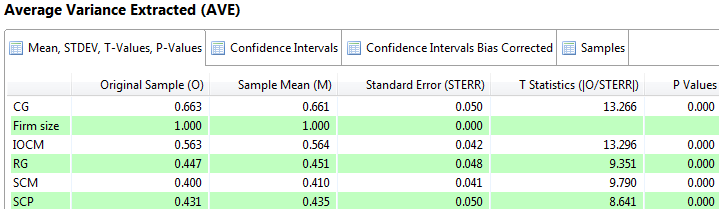 Average Variance Extracted (AVE)
Mean, STDEV, T-Values, P-Values Confidence Intervals Confidence Intervals Bias Corrected Samples
Original Sample (O) Sample Mean (M) Standard Error (STERR) T Statistics (|O/STERR|) P Values
CG 0.663 0.661 0.050 13.266 0.000
Firm size 1.000 1.000 0.000
IOCM 0.563 0.564 0.042 13.296 0.000
RG 0.447 0.451 0.048 9.351 0.000
SCM 0.400 0.410 0.041 9.790 0.000
SCP 0.431 0.435 0.050 8.641 0.000